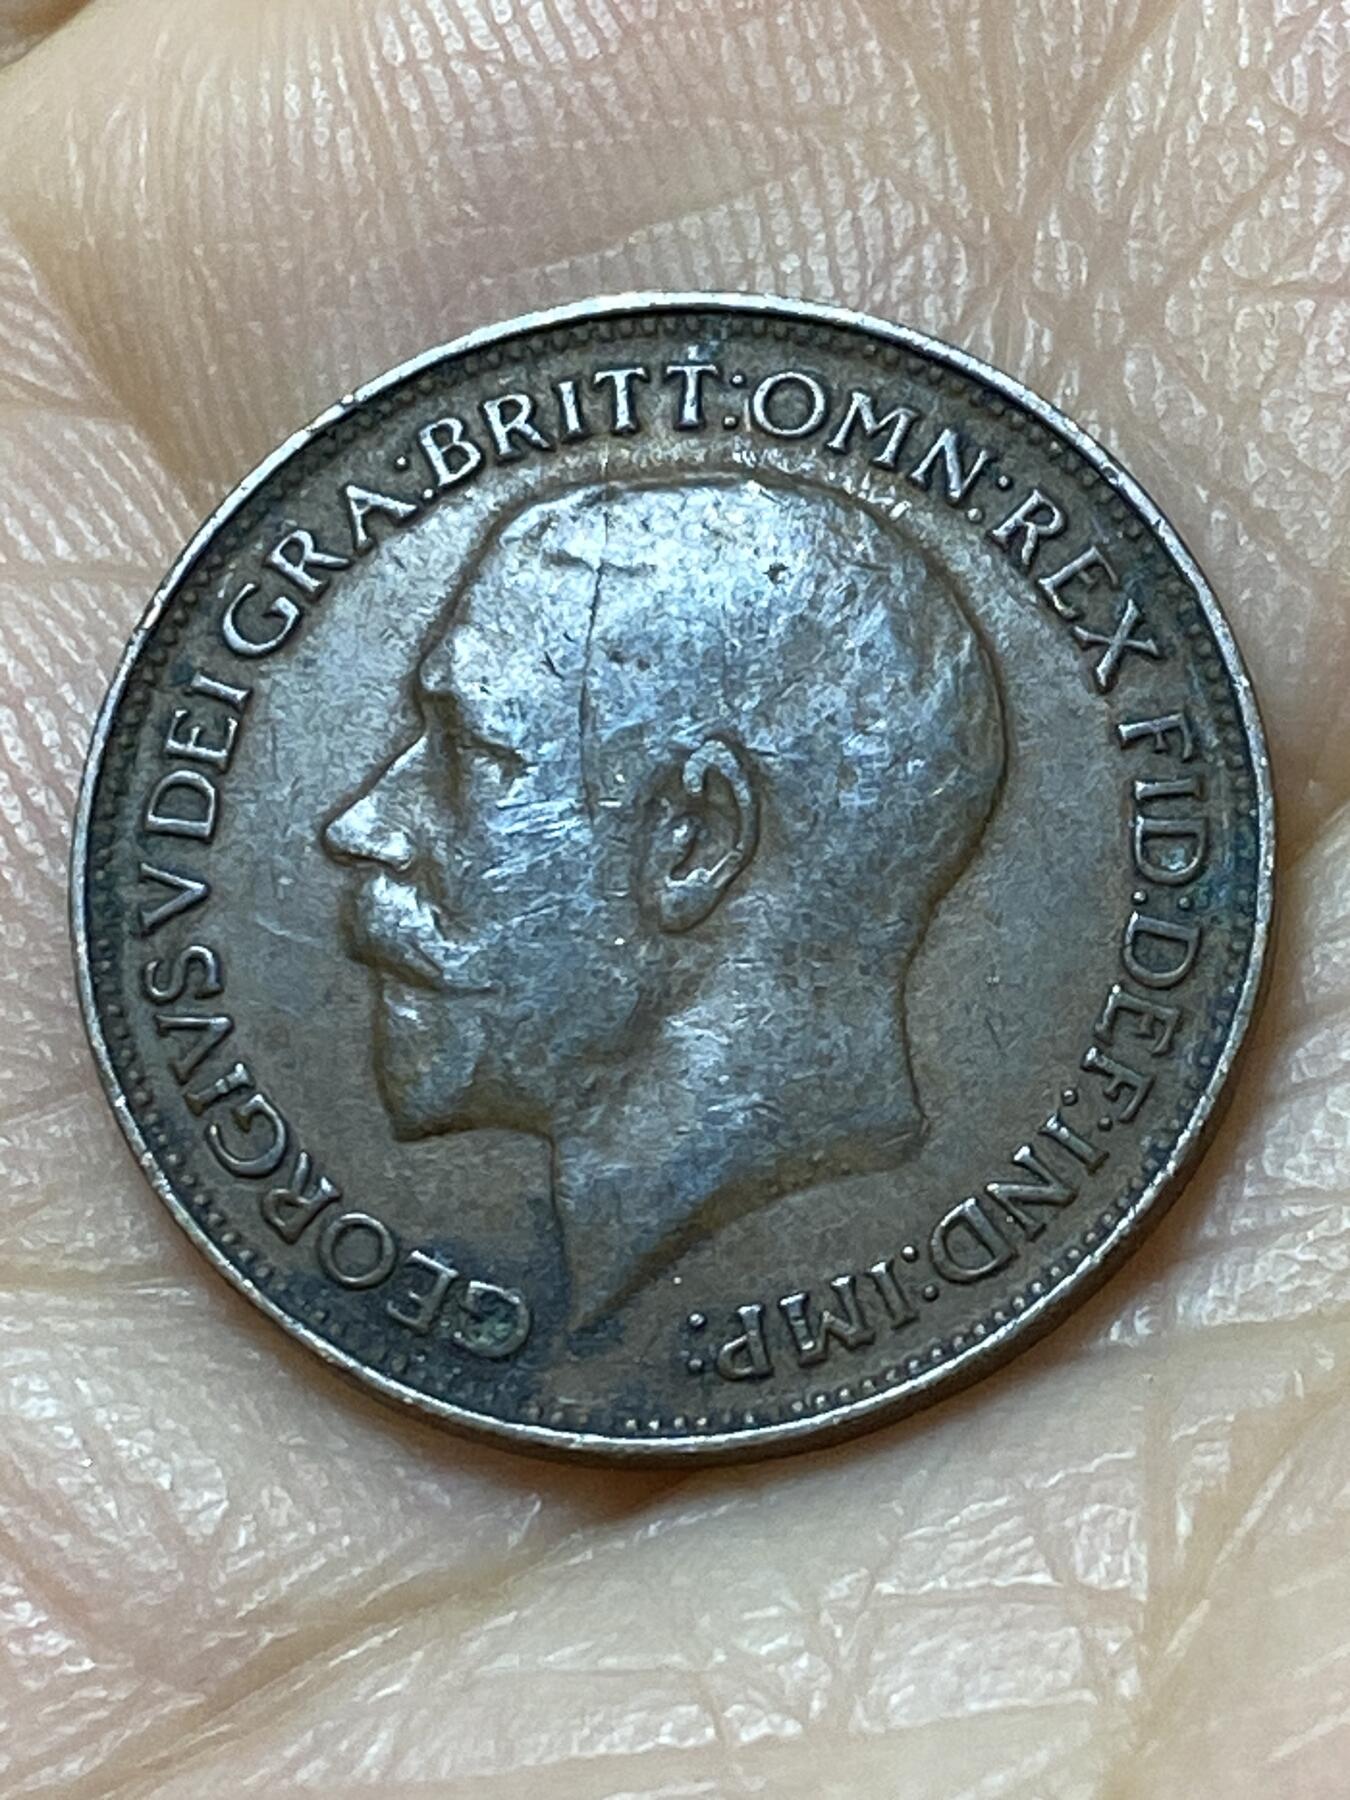 GEORGIVS V DEI GRA:BRITT:OMN:REX FID:DEF:IND:IMP: